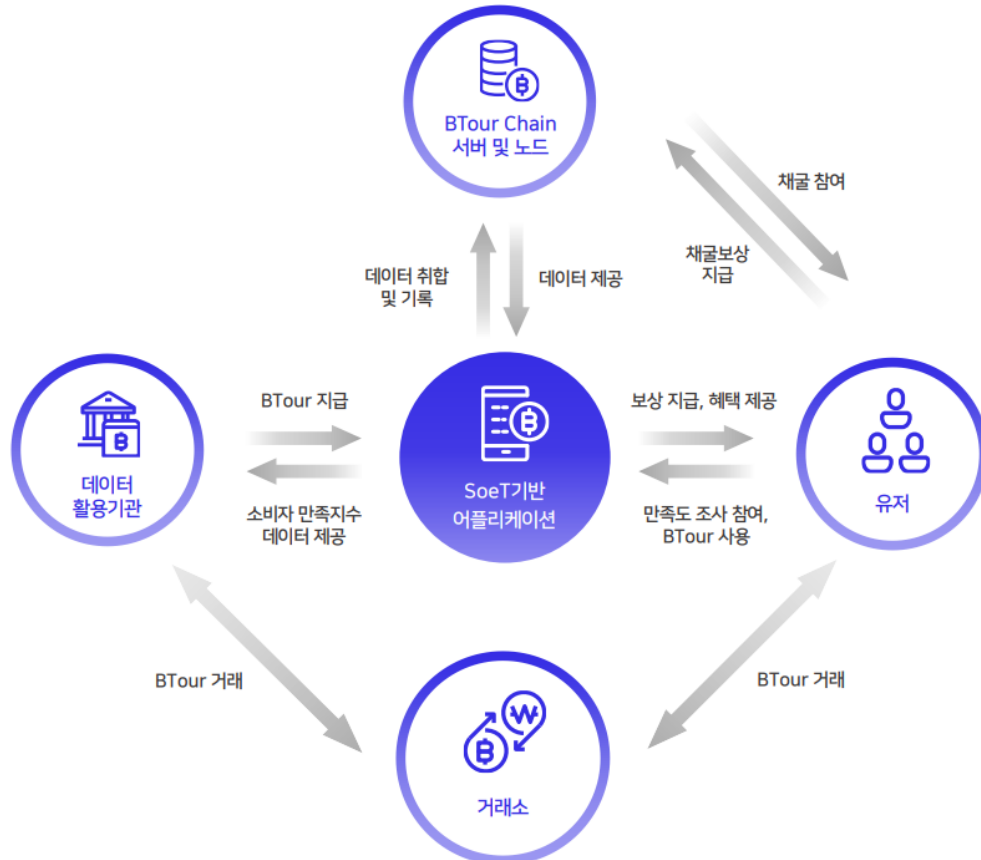 BTour Chain
서버 및 노드
채굴 참여
채굴보상
지급
데이터 취합
및 기록
데이터 제공
데이터
활용기관
BTour 지급
소비자 만족지수
데이터 제공
SoeT기반
어플리케이션
보상 지급, 혜택 제공
만족도 조사 참여,
BTour 사용
유저
BTour 거래
BTour 거래
거래소